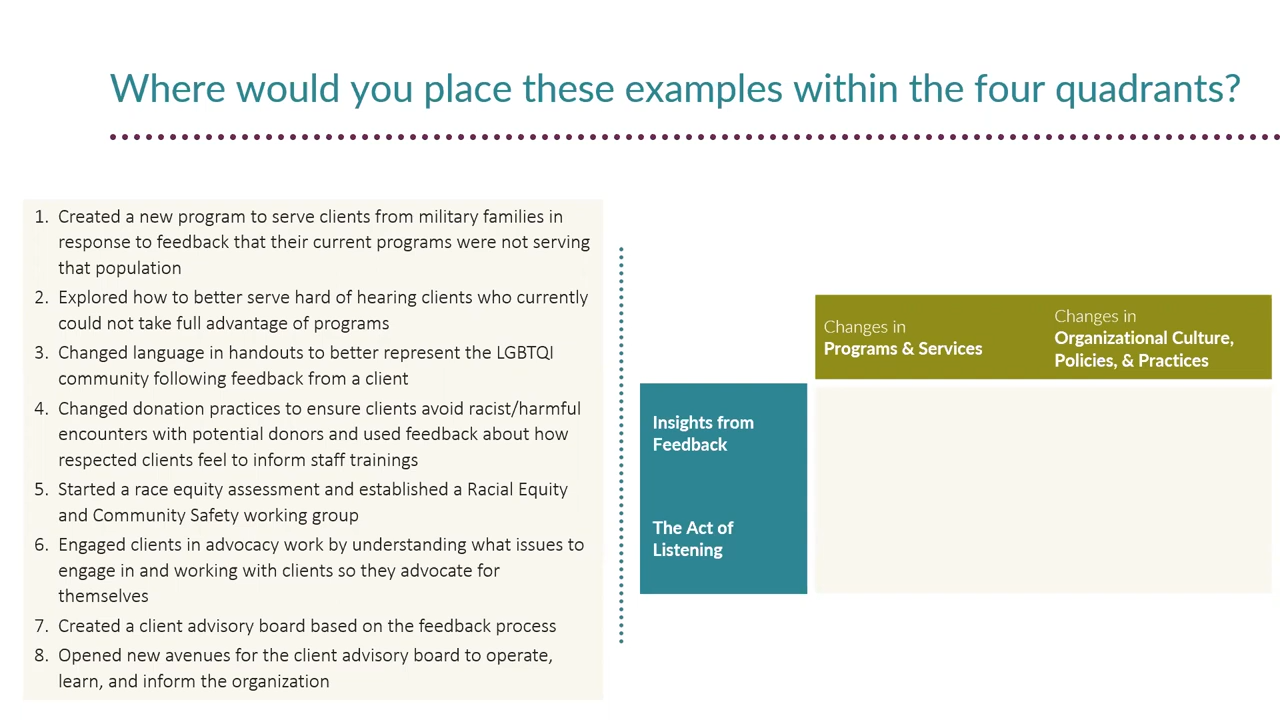 Where would you place these examples within the four quadrants?
1. Created a new program to serve clients from military families in
response to feedback that their current programs were not serving
that population
2. Explored how to better serve hard of hearing clients who currently
could not take full advantage of programs
3. Changed language in handouts to better represent the LGBTQI
community following feedback from a client
4. Changed donation practices to ensure clients avoid racist/harmful
encounters with potential donors and used feedback about how
respected clients feel to inform staff trainings
5. Started a race equity assessment and established a Racial Equity
and Community Safety working group
6. Engaged clients in advocacy work by understanding what issues to
engage in and working with clients so they advocate for
themselves
7. Created a client advisory board based on the feedback process
8. Opened new avenues for the client advisory board to operate,
learn, and inform the organization
Changes in
Programs & Services
Changes in
Organizational Culture,
Policies, & Practices
Insights from
Feedback
The Act of
Listening